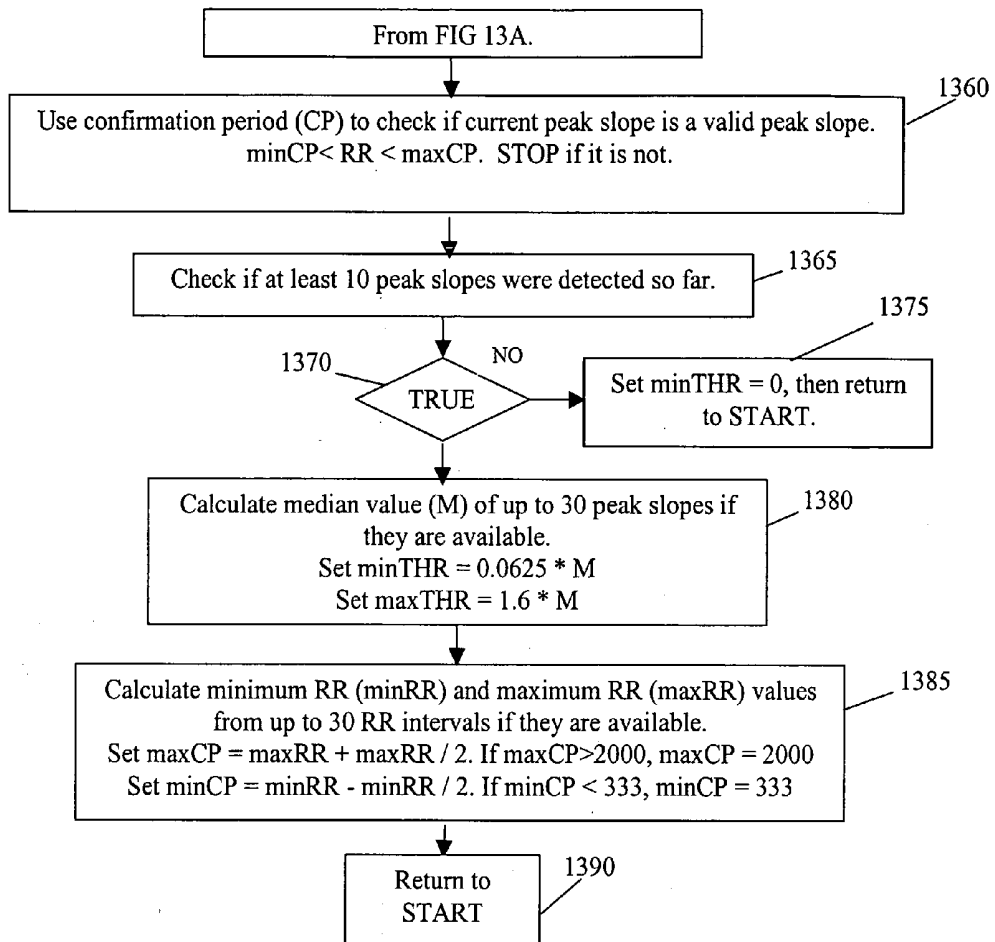 From FIG 13A.
1360
Use confirmation period (CP) to check if current peak slope is a valid peak slope.
minCP< RR < maxCP.  STOP if it is not.
1365
Check if at least 10 peak slopes were detected so far.
1375
1370
NO
TRUE
Set minTHR = 0, then return
to START.
1380
Calculate median value (M) of up to 30 peak slopes if
they are available.
Set minTHR = 0.0625 * M
Set maxTHR = 1.6 * M
1385
Calculate minimum RR (minRR) and maximum RR (maxRR) values
from up to 30 RR intervals if they are available.
Set maxCP = maxRR + maxRR / 2. If maxCP>2000, maxCP = 2000
Set minCP = minRR - minRR / 2. If minCP < 333, minCP = 333
1390
Return to
START